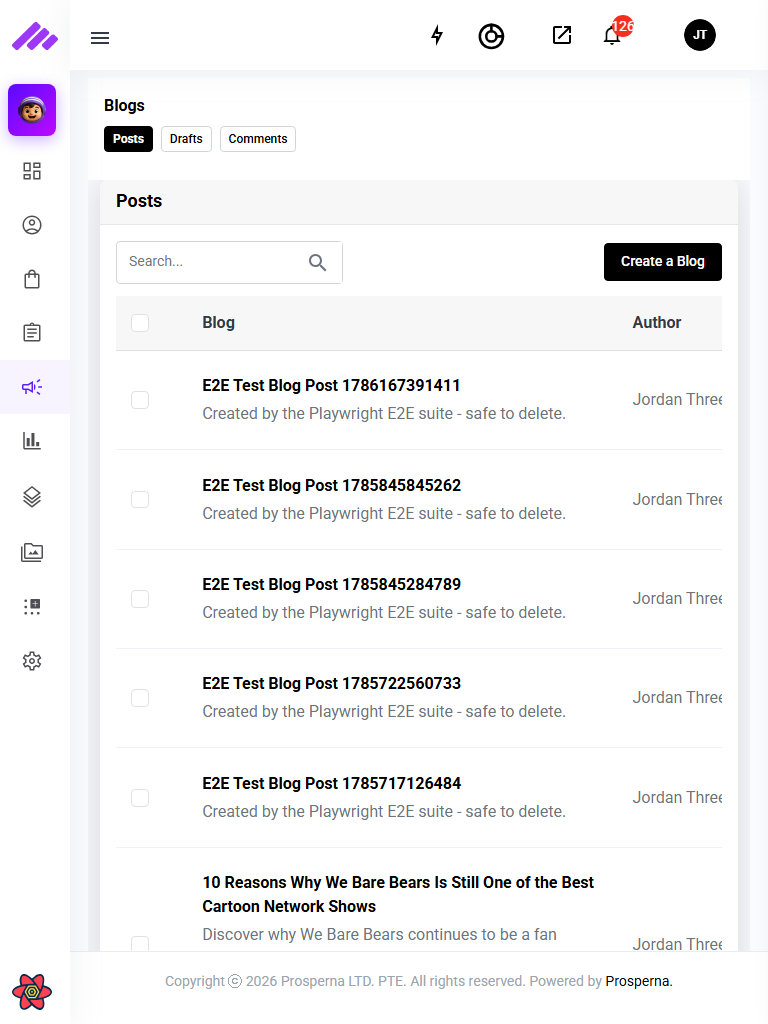 126
JT
Blogs
Posts
Drafts
Comments
Posts
Search...
Create a Blog
Blog
Author
E2E Test Blog Post 1786167391411
Created by the Playwright E2E suite - safe to delete.
Jordan Three
E2E Test Blog Post 1785845845262
Created by the Playwright E2E suite - safe to delete.
Jordan Three
E2E Test Blog Post 1785845284789
Created by the Playwright E2E suite - safe to delete.
Jordan Three
E2E Test Blog Post 1785722560733
Created by the Playwright E2E suite - safe to delete.
Jordan Three
E2E Test Blog Post 1785717126484
Created by the Playwright E2E suite - safe to delete.
Jordan Three
10 Reasons Why We Bare Bears Is Still One of the Best
Cartoon Network Shows
Discover why We Bare Bears continues to be a fan
Jordan Three
Copyright © 2026 Prosperna LTD. PTE. All rights reserved. Powered by Prosperna.